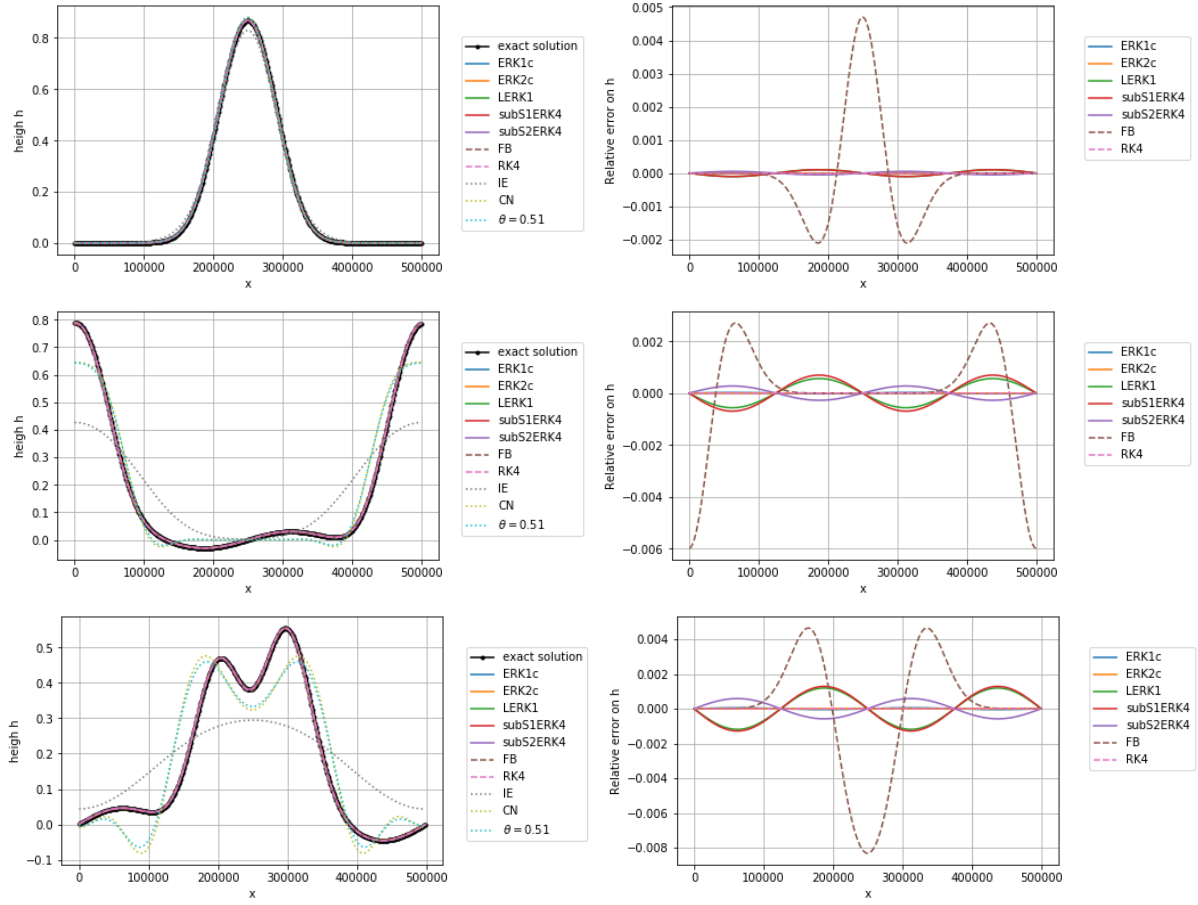 heigh h
0.8
0.6
0.4
0.2
0.0
0
100000
200000
300000
400000
500000
x
exact solution
ERK1c
ERK2c
LERK1
subS1ERK4
subS2ERK4
FB
RK4
IE
CN
θ = 0.51
Relative error on h
0.005
0.004
0.003
0.002
0.001
0.000
−0.001
−0.002
0
100000
200000
300000
400000
500000
x
ERK1c
ERK2c
LERK1
subS1ERK4
subS2ERK4
FB
RK4
heigh h
0.8
0.7
0.6
0.5
0.4
0.3
0.2
0.1
0.0
0
100000
200000
300000
400000
500000
x
exact solution
ERK1c
ERK2c
LERK1
subS1ERK4
subS2ERK4
FB
RK4
IE
CN
θ = 0.51
Relative error on h
0.002
0.000
−0.002
−0.004
−0.006
0
100000
200000
300000
400000
500000
x
ERK1c
ERK2c
LERK1
subS1ERK4
subS2ERK4
FB
RK4
heigh h
0.5
0.4
0.3
0.2
0.1
0.0
−0.1
0
100000
200000
300000
400000
500000
x
exact solution
ERK1c
ERK2c
LERK1
subS1ERK4
subS2ERK4
FB
RK4
IE
CN
θ = 0.51
Relative error on h
0.004
0.002
0.000
−0.002
−0.004
−0.006
−0.008
0
100000
200000
300000
400000
500000
x
ERK1c
ERK2c
LERK1
subS1ERK4
subS2ERK4
FB
RK4